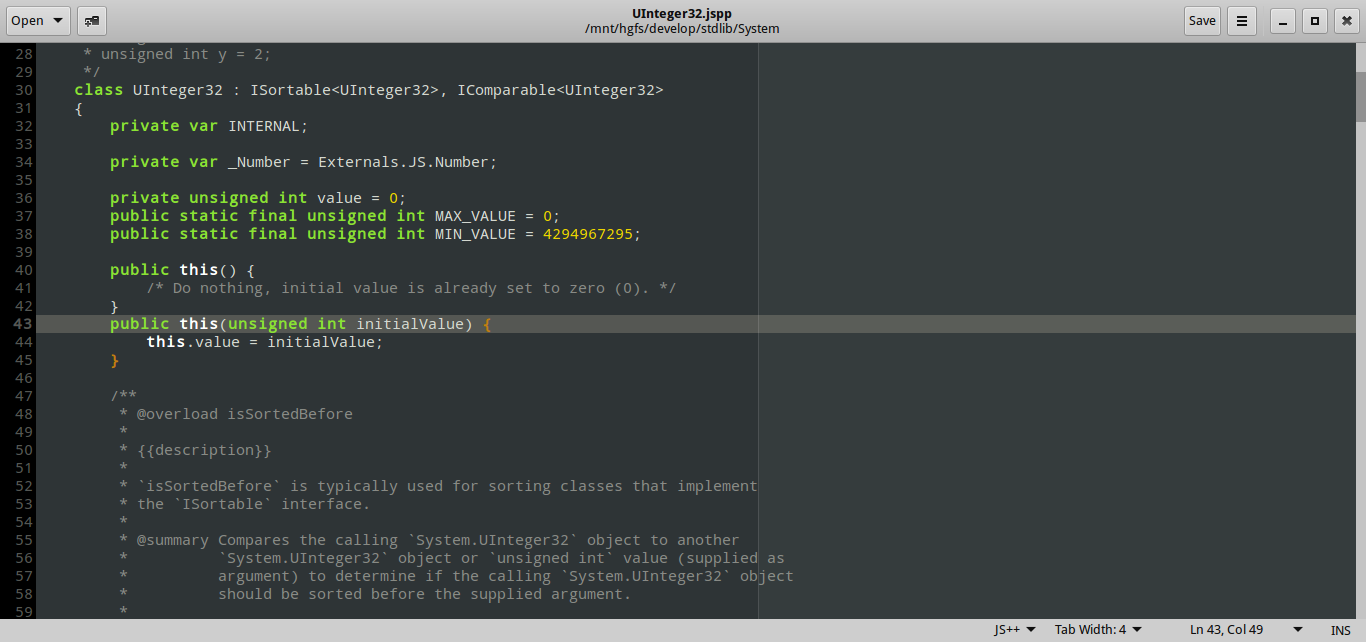 Open
UInteger32.jspp
/mnt/hgfs/develop/stdlib/System
Save
28 * unsigned int y = 2;
29 */
30 class UInteger32 : ISortable<UInteger32>, IComparable<UInteger32>
31 {
32 private var INTERNAL;
33
34 private var _Number = Externals.JS.Number;
35
36 private unsigned int value = 0;
37 public static final unsigned int MAX_VALUE = 0;
38 public static final unsigned int MIN_VALUE = 4294967295;
39
40 public this() {
41 /* Do nothing, initial value is already set to zero (0). */
42 }
43 public this(unsigned int initialValue) {
44 this.value = initialValue;
45 }
46
47 /**
48 * @overload isSortedBefore
49 *
50 * {{description}}
51 *
52 * `isSortedBefore` is typically used for sorting classes that implement
53 * the `ISortable` interface.
54 *
55 * @summary Compares the calling `System.UInteger32` object to another
56 * `System.UInteger32` object or `unsigned int` value (supplied as
57 * argument) to determine if the calling `System.UInteger32` object
58 * should be sorted before the supplied argument.
59 *
JS++ Tab Width: 4 Ln 43, Col 49 INS